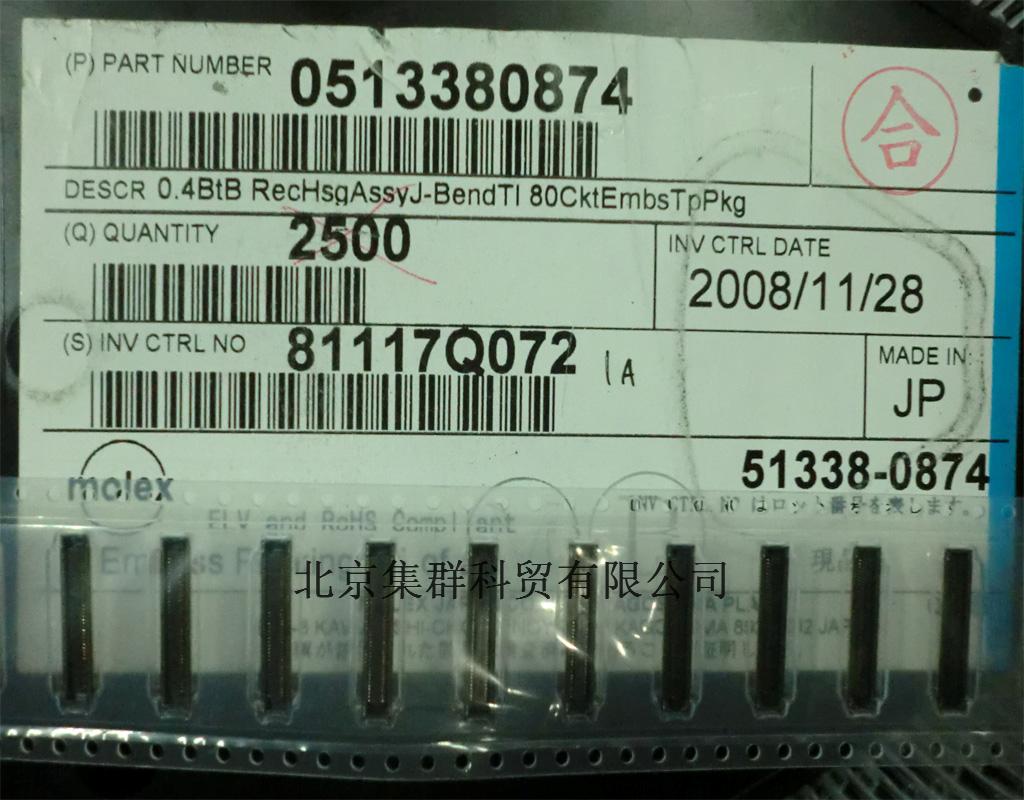 (P) PART NUMBER 0513380874
合
DESCR 0.4BtB RecHsgAssyJ-BendTl 80CktEmbsTpPkg
(Q) QUANTITY 2500
INV CTRL DATE
2008/11/28
(S) INV CTRL NO 81117Q072 1A
MADE IN:
JP
51338-0874
molex
INV CTRL NO はロット番号を表します。
ELV and RoHS Compliant
北京集群科贸有限公司